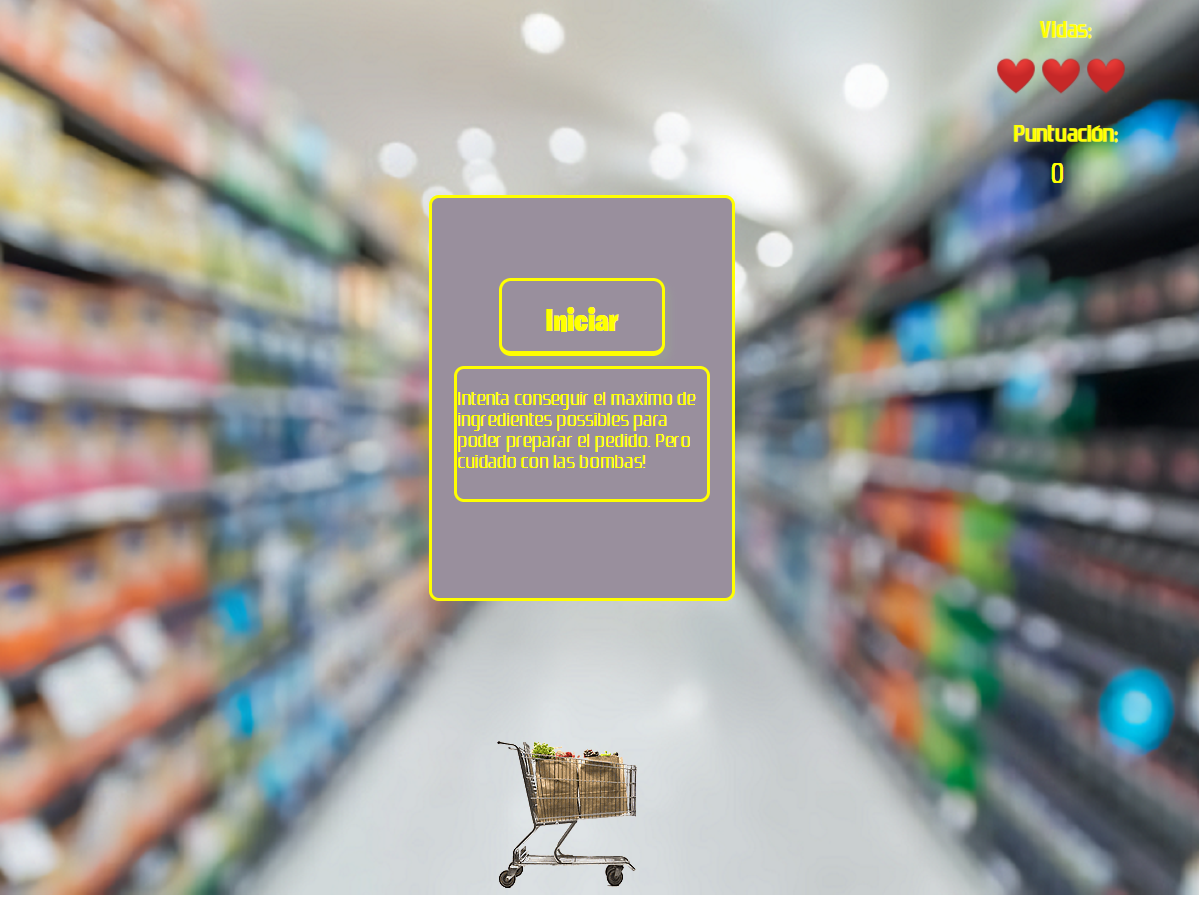 Vidas:
Puntuación:
0
Iniciar
Intenta conseguir el maximo de
ingredientes possibles para
poder preparar el pedido. Pero
cuidado con las bombas!